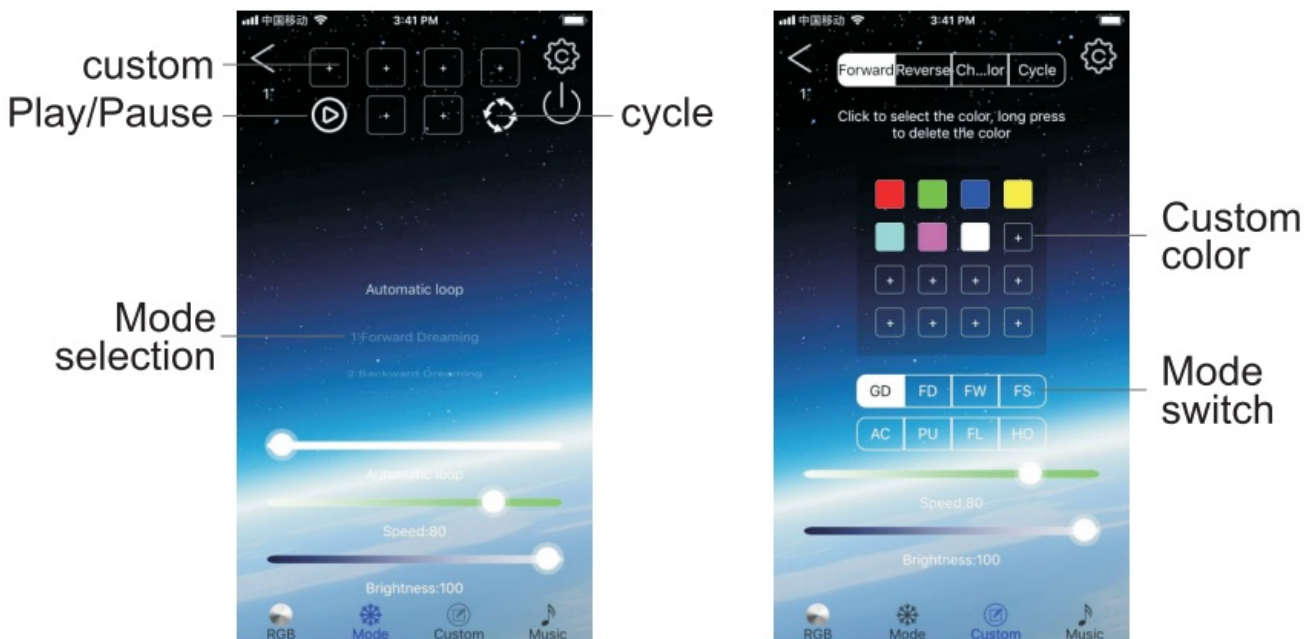 中国移动
3:41 PM
custom
Play/Pause
1
cycle
Automatic loop
Mode
selection
1 Forward Dreaming
2 Backward Dreaming
Automatic loop
Speed:80
Brightness:100
RGB
Mode
Custom
Music
中国移动
3:41 PM
Forward
Reverse
Ch...lor
Cycle
1
Click to select the color, long press
to delete the color
Custom
color
GD
FD
FW
FS
Mode
switch
AC
PU
FL
HO
Speed:80
Brightness:100
RGB
Mode
Custom
Music